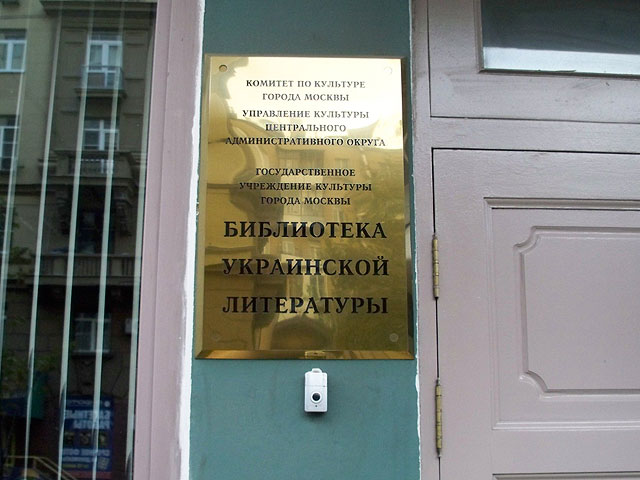 КОМИТЕТ ПО КУЛЬТУРЕ
ГОРОДА МОСКВЫ
УПРАВЛЕНИЕ КУЛЬТУРЫ
ЦЕНТРАЛЬНОГО
АДМИНИСТРАТИВНОГО ОКРУГА
ГОСУДАРСТВЕННОЕ
УЧРЕЖДЕНИЕ КУЛЬТУРЫ
ГОРОДА МОСКВЫ
БИБЛИОТЕКА
УКРАИНСКОЙ
ЛИТЕРАТУРЫ